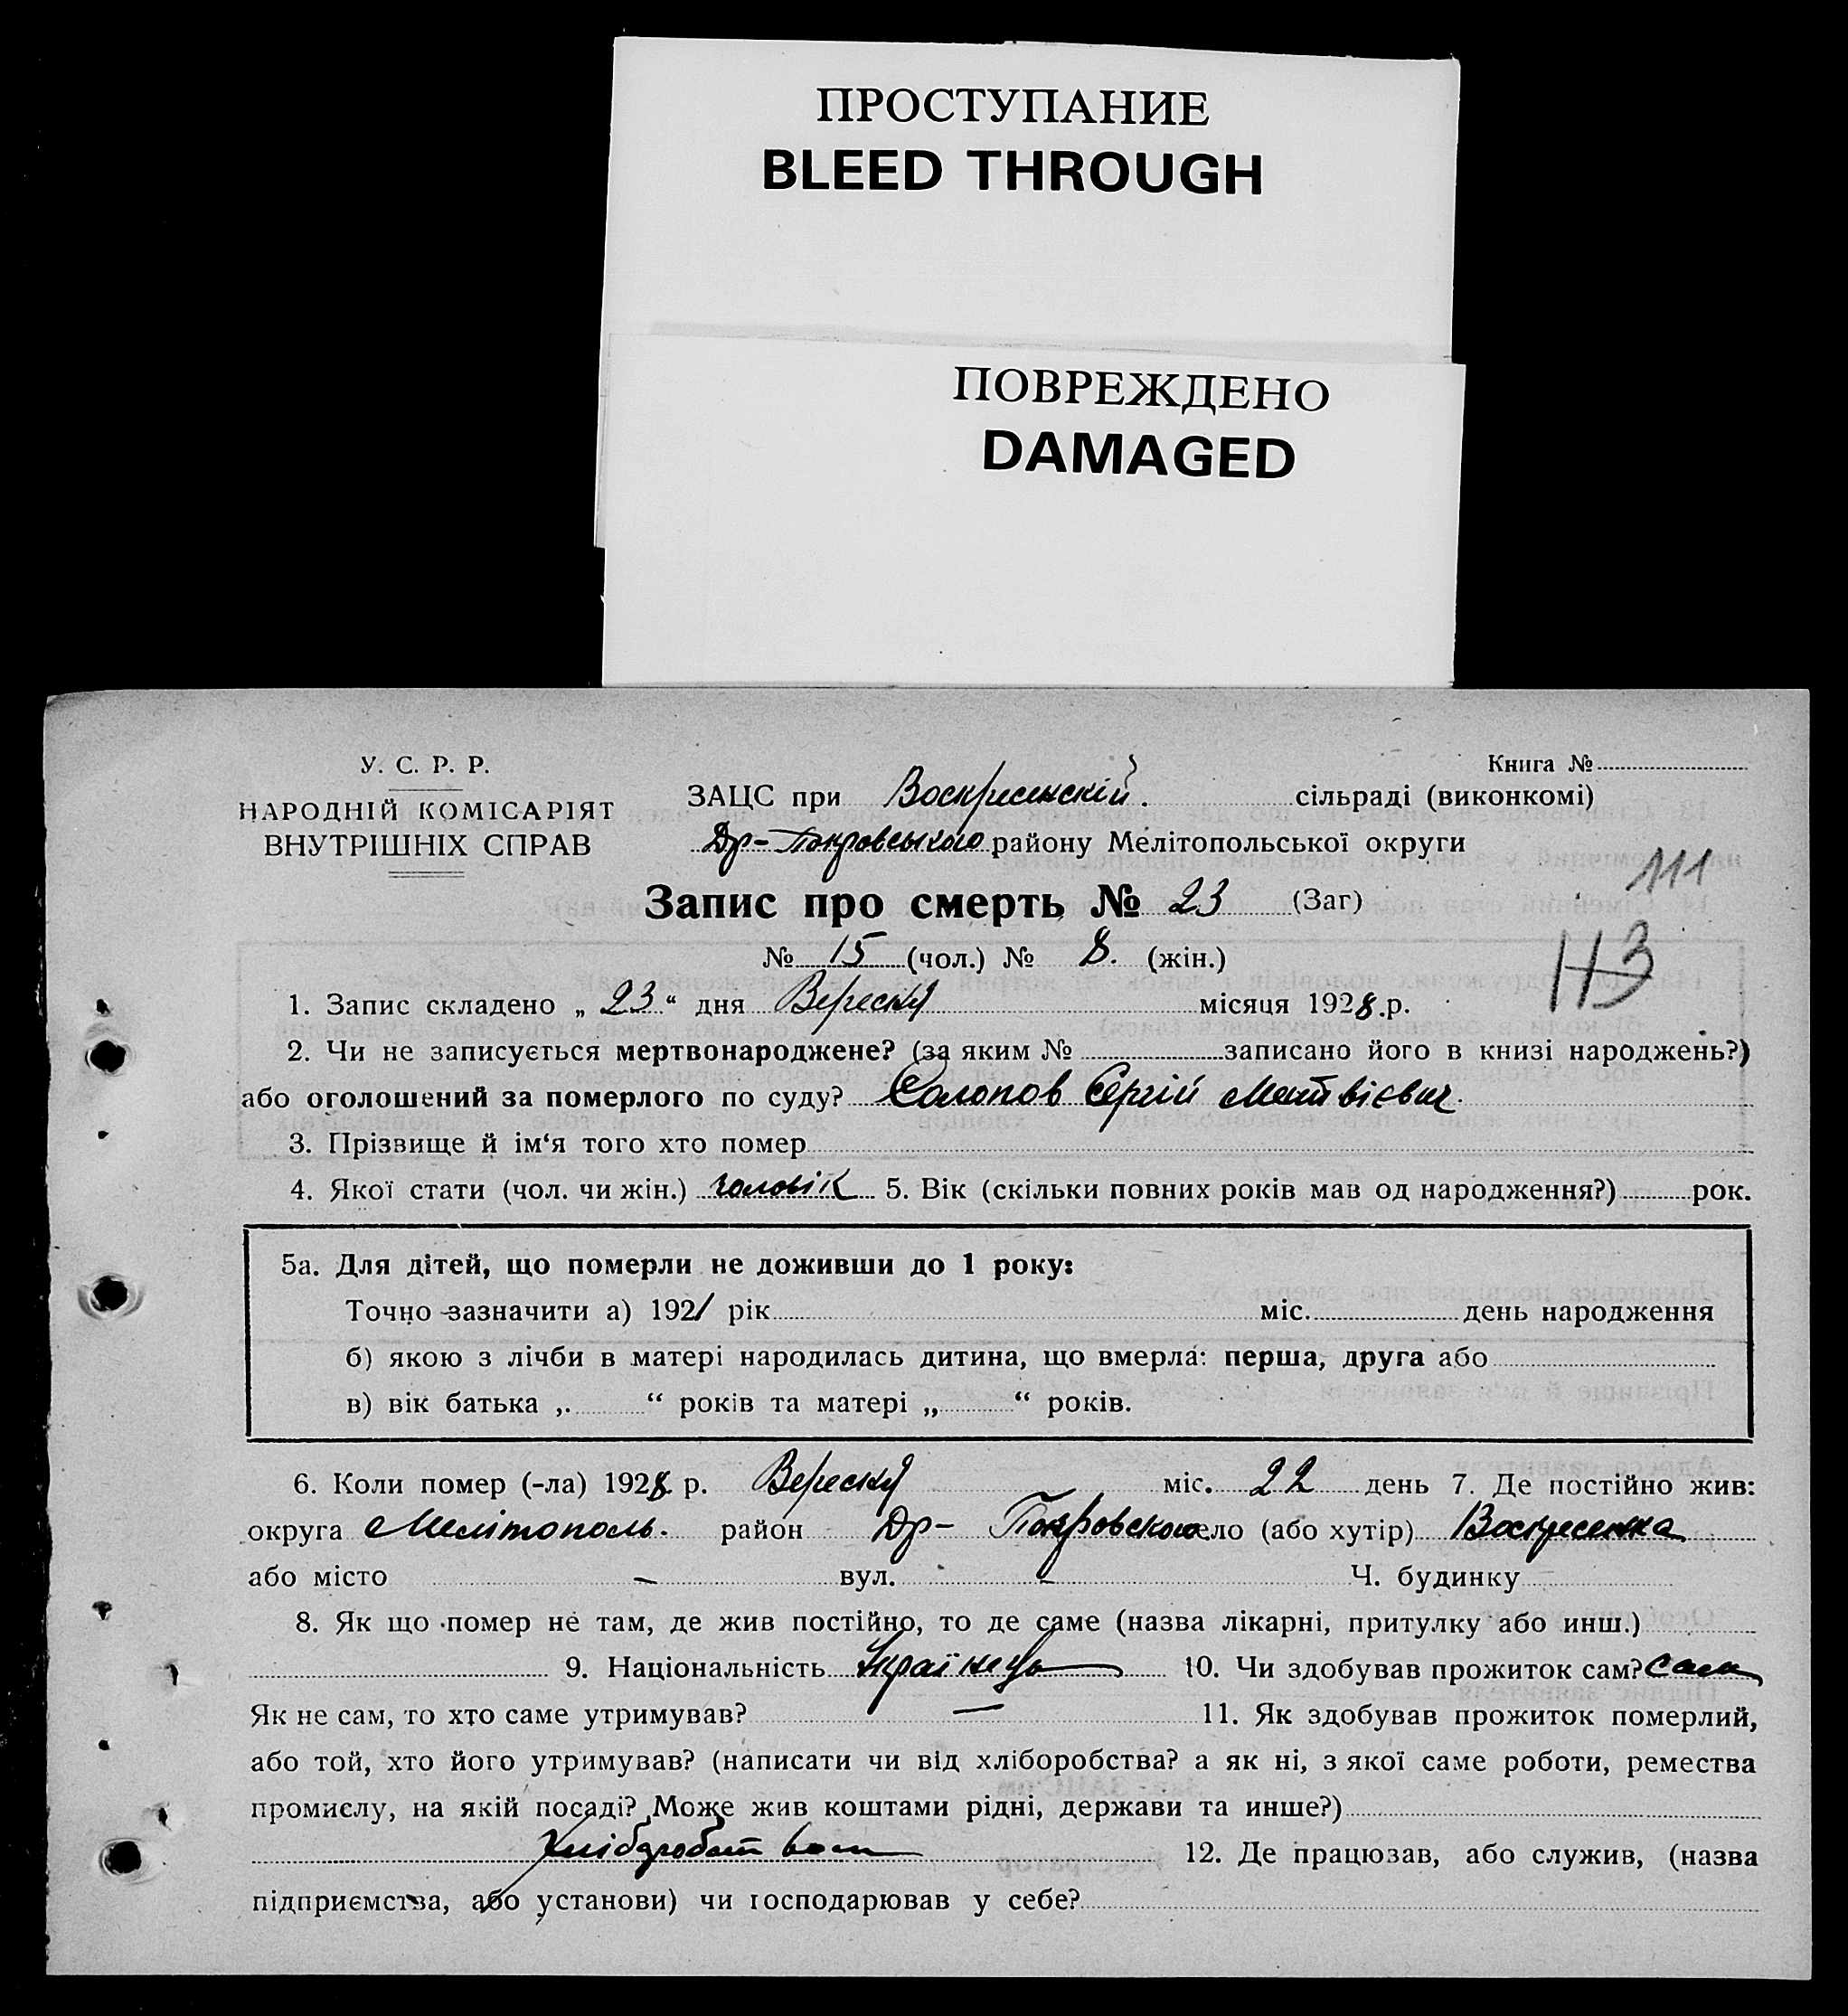 ПРОСТУПАНИЕ
BLEED THROUGH
ПОВРЕЖДЕНО
DAMAGED
У. С. Р. Р.
НАРОДНІЙ КОМІСАРІЯТ
ВНУТРІШНІХ СПРАВ
Книга №
ЗАЦС при Воскресенскій. сільраді (виконкомі)
Др-Покровського району Мелітопольської округи
111
Запис про смерть № 23 (Заг)
113
№ 15 (чол.) № 8. (жін.)
1. Запис складено „ 23 “ дня Вересня місяця 1928 р.
2. Чи не записується мертвонароджене? (за яким № записано його в книзі народжень?)
або оголошений за померлого по суду? Солопов Сергій Матвієвич.
3. Прізвище й ім‘я того хто помер
4. Якої стати (чол. чи жін.) чоловік 5. Вік (скільки повних років мав од народження?) рок.
5а. Для дітей, що померли не доживши до 1 року:
Точно зазначити а) 192/ рік міс. день народження
б) якою з лічби в матері народилась дитина, що вмерла: перша, друга або
в) вік батька „ “ років та матері „ “ років.
6. Коли помер (-ла) 1928 р. Вересня міс. 22 день 7. Де постійно жив:
округа Мелітополь. район Др- Покровского село (або хутір) Воскресенка
або місто – вул. – Ч. будинку
8. Як що помер не там, де жив постійно, то де саме (назва лікарні, притулку або инш.)
9. Національність Українець 10. Чи здобував прожиток сам? Сам
Як не сам, то хто саме утримував? — 11. Як здобував прожиток померлий,
або той, хто його утримував? (написати чи від хліборобства? а як ні, з якої саме роботи, ремества
промислу, на якій посаді? Може жив коштами рідні, держави та инше?)
12. Де працював, або служив, (назва
підприємства, або установи) чи господарював у себе?